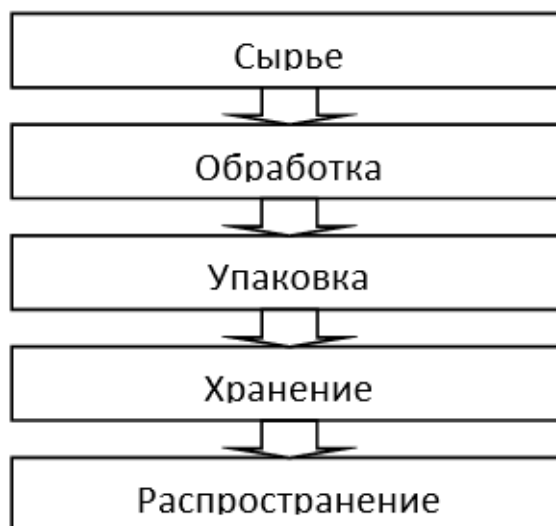 Сырье
Обработка
Упаковка
Хранение
Распространение